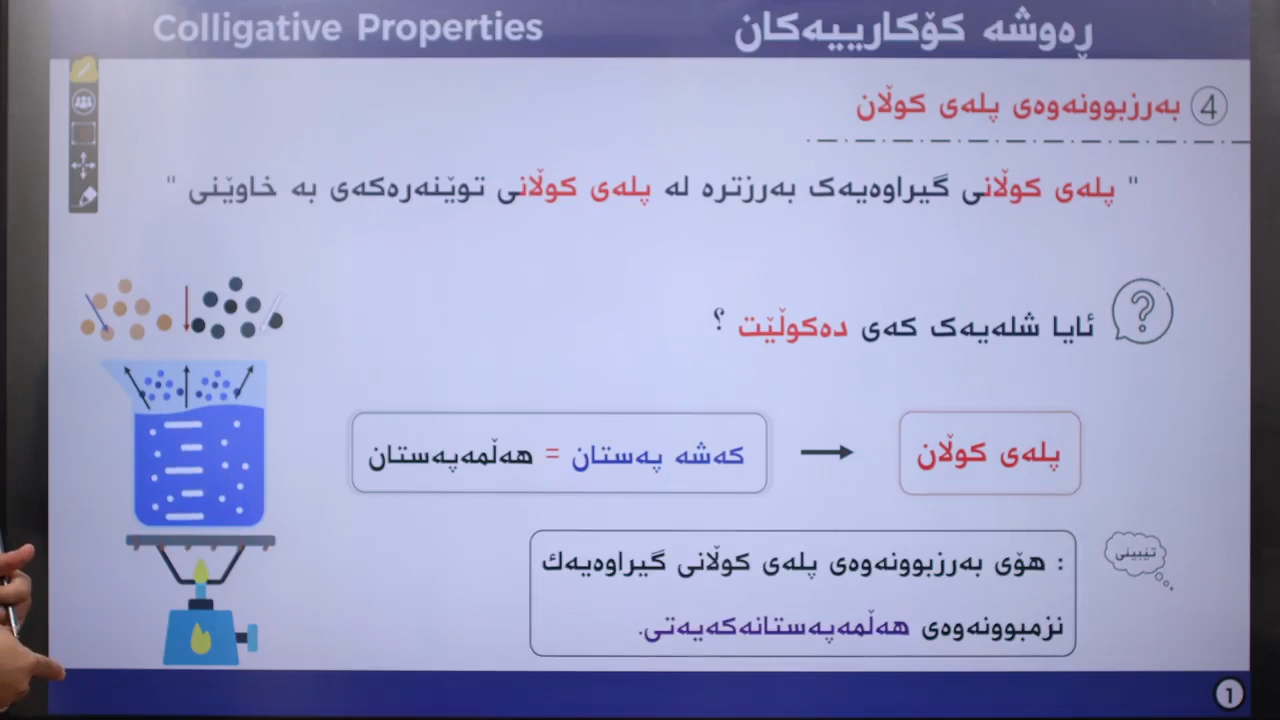 Colligative Properties
ڕەوشە کۆکارییەکان
4 بەرزبوونەوەی پلەی کوڵان
" پلەی کوڵانی گیراوەیەک بەرزترە لە پلەی کوڵانی توێنەرەکەی بە خاوێنی "
ئایا شلەیەک کەی دەکوڵێت ؟
پلەی کوڵان
کەشە پەستان = هەڵمەپەستان
تێبینی
: هۆی بەرزبوونەوەی پلەی کوڵانی گیراوەیەك
نزمبوونەوەی هەڵمەپەستانەکەیەتی.
1